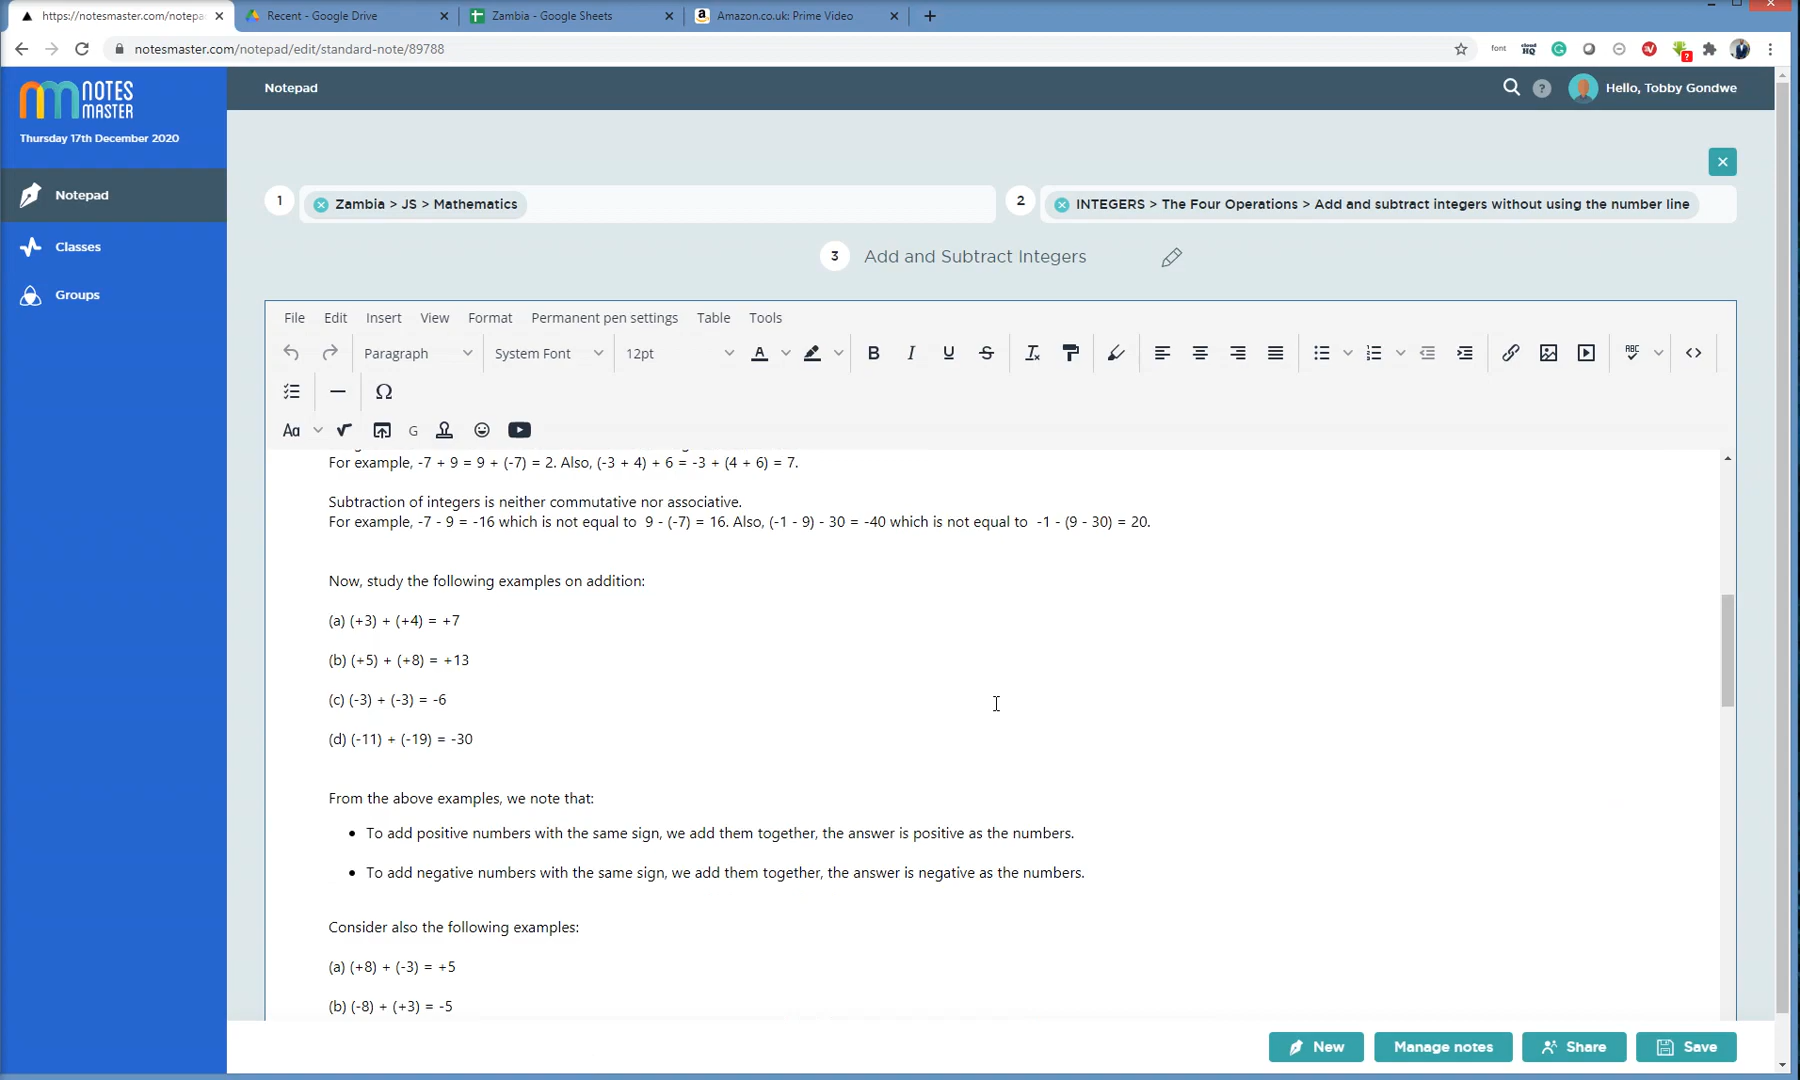 https://notesmaster.com/notepa
Recent - Google Drive
Zambia - Google Sheets
Amazon.co.uk: Prime Video
notesmaster.com/notepad/edit/standard-note/89788
font
cloud
HQ
NOTES
MASTER
Thursday 17th December 2020
Notepad
Classes
Groups
Notepad
Hello, Tobby Gondwe
1
Zambia > JS > Mathematics
2
INTEGERS > The Four Operations > Add and subtract integers without using the number line
3
Add and Subtract Integers
File
Edit
Insert
View
Format
Permanent pen settings
Table
Tools
Paragraph
System Font
12pt
For example, -7 + 9 = 9 + (-7) = 2. Also, (-3 + 4) + 6 = -3 + (4 + 6) = 7.
Subtraction of integers is neither commutative nor associative.
For example, -7 - 9 = -16 which is not equal to 9 - (-7) = 16. Also, (-1 - 9) - 30 = -40 which is not equal to -1 - (9 - 30) = 20.
Now, study the following examples on addition:
(a) (+3) + (+4) = +7
(b) (+5) + (+8) = +13
(c) (-3) + (-3) = -6
(d) (-11) + (-19) = -30
From the above examples, we note that:
• To add positive numbers with the same sign, we add them together, the answer is positive as the numbers.
• To add negative numbers with the same sign, we add them together, the answer is negative as the numbers.
Consider also the following examples:
(a) (+8) + (-3) = +5
(b) (-8) + (+3) = -5
New
Manage notes
Share
Save